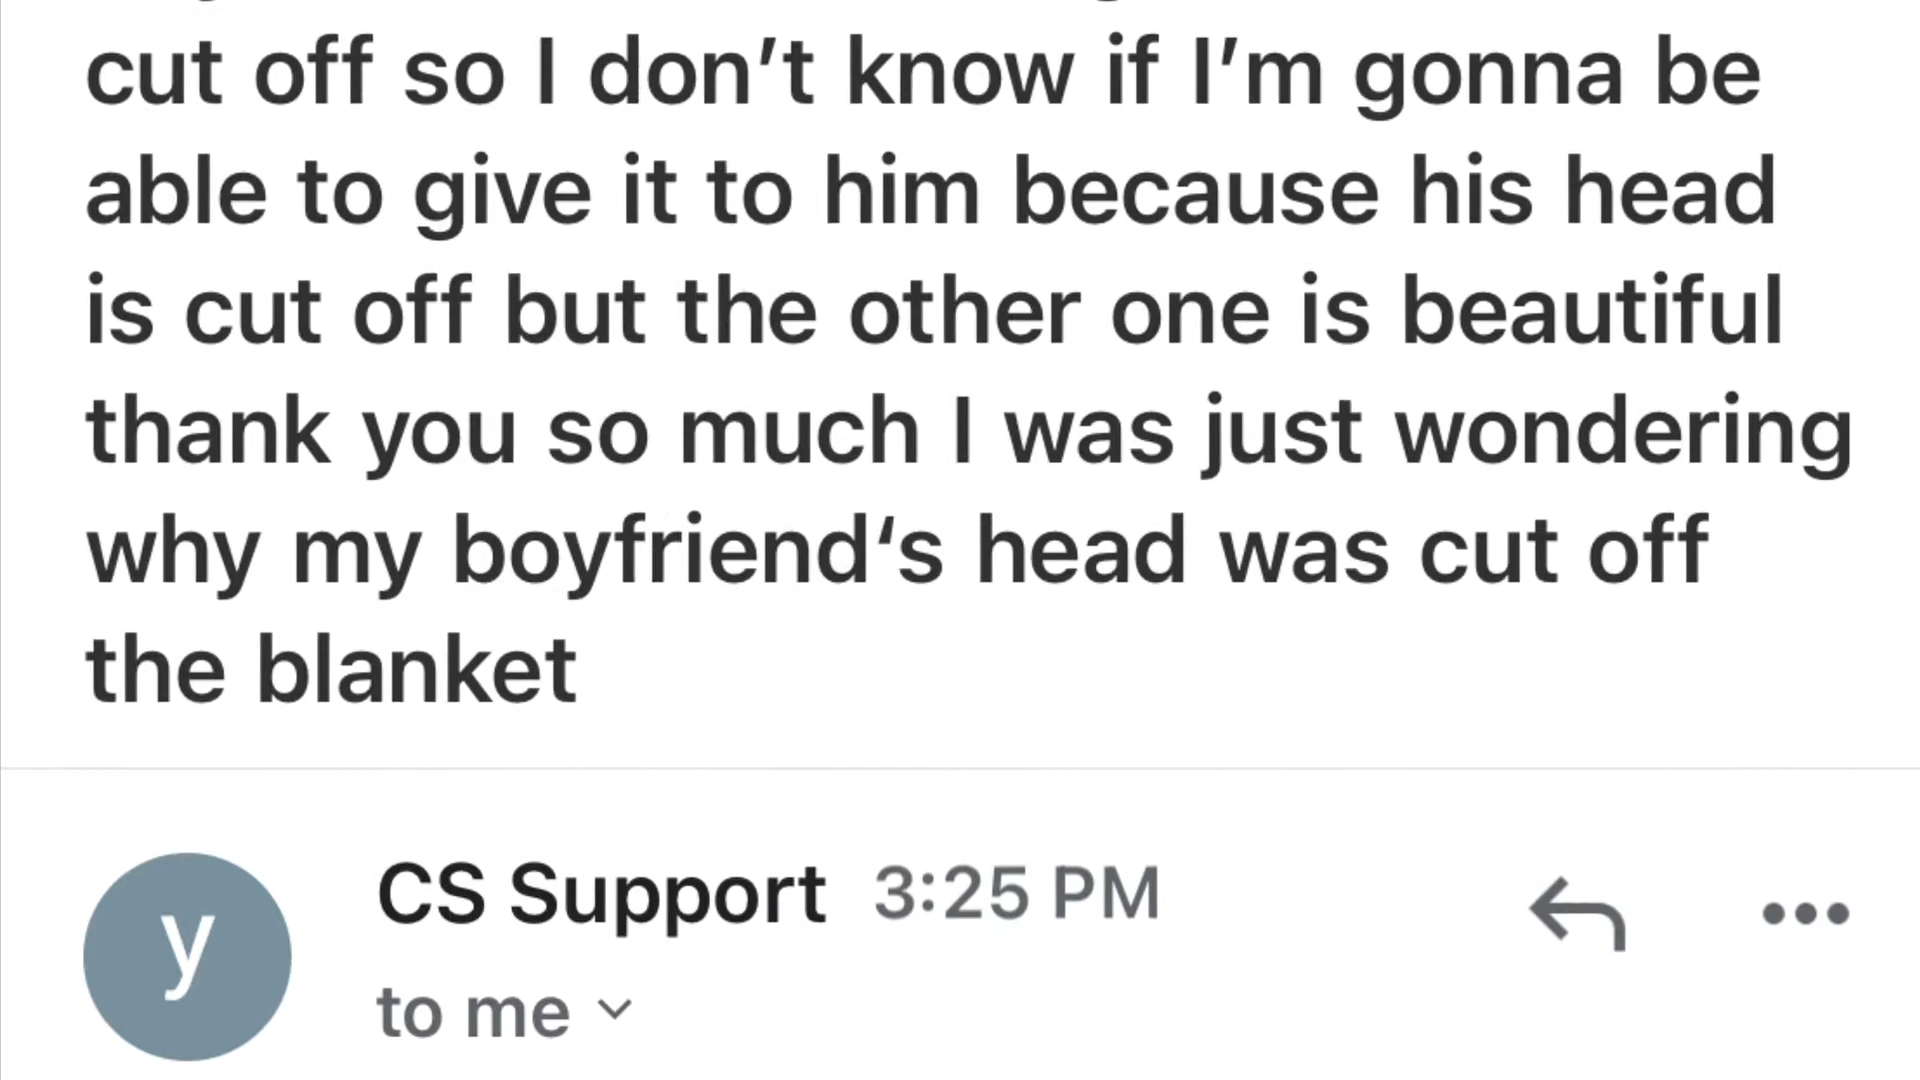 cut off so I don’t know if I’m gonna be
able to give it to him because his head
is cut off but the other one is beautiful
thank you so much I was just wondering
why my boyfriend‘s head was cut off
the blanket
y
CS Support 3:25 PM
to me